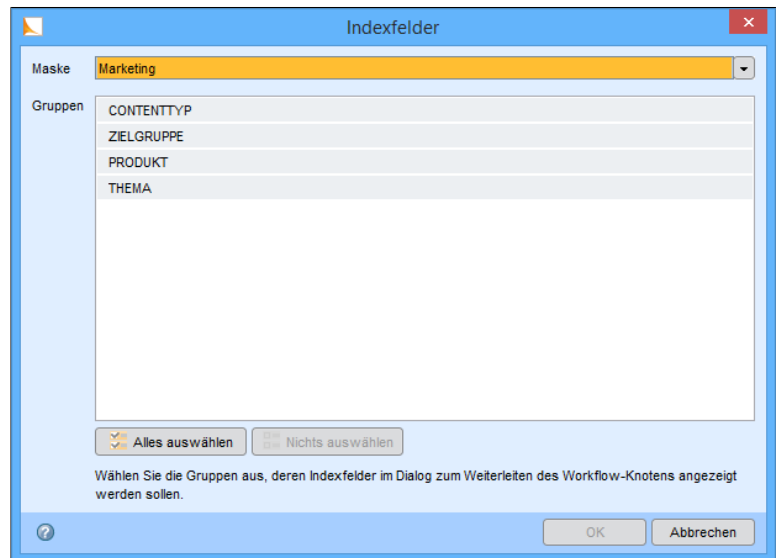 Indexfelder
Maske
Marketing
Gruppen
CONTENTTYP
ZIELGRUPPE
PRODUKT
THEMA
Alles auswählen
Nichts auswählen
Wählen Sie die Gruppen aus, deren Indexfelder im Dialog zum Weiterleiten des Workflow-Knotens angezeigt
werden sollen.
OK
Abbrechen